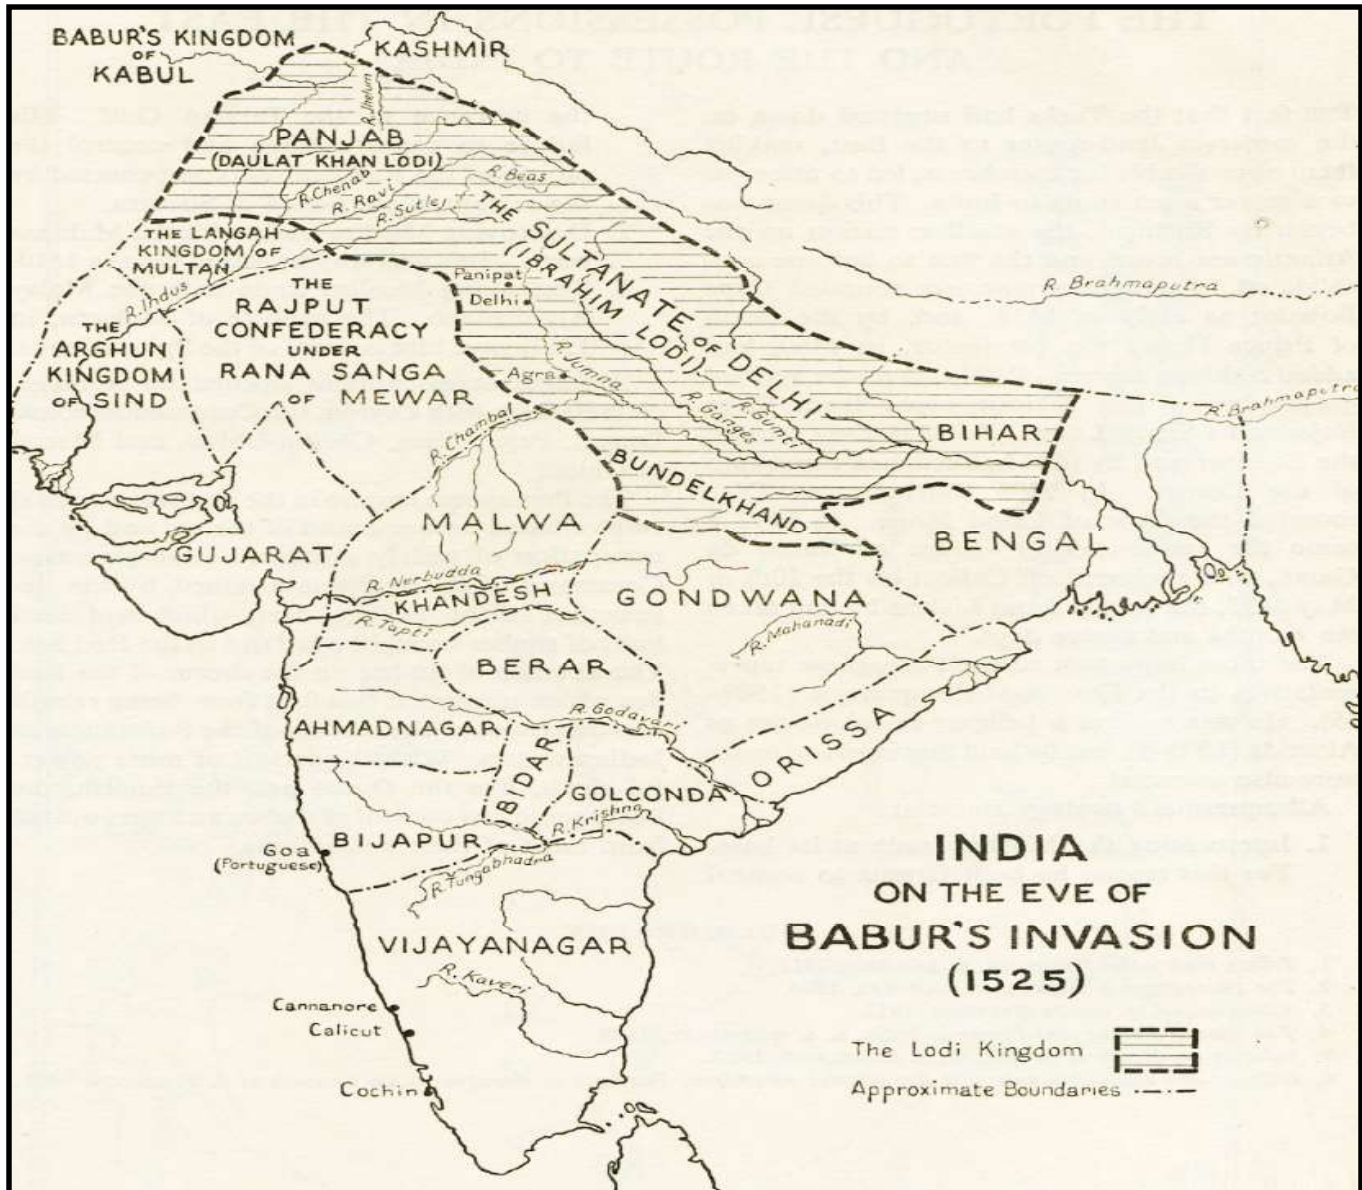 BABUR'S KINGDOM
OF
KABUL
KASHMIR
R. Jhelum
PANJAB
(DAULAT KHAN LODI)
R. Chenab
R. Ravi
R. Sutlej
R. Beas
THE LANGAH
KINGDOM OF
MULTAN
R. Indus
THE
SULTANATE OF DELHI
(IBRAHIM LODI)
Panipat
Delhi
Agra
R. Jumna
R. Ganges
R. Gumti
R. Brahmaputra
R. Brahmaputra
THE
ARGHUN
KINGDOM
OF SIND
THE
RAJPUT
CONFEDERACY
UNDER
RANA SANGA
OF MEWAR
R. Chambal
BIHAR
BUNDELKHAND
MALWA
GUJARAT
BENGAL
R. Nerbudda
KHANDESH
R. Tapti
GONDWANA
R. Mahanadi
BERAR
R. Godavari
AHMADNAGAR
BIDAR
ORISSA
GOLCONDA
R. Krishna
BIJAPUR
Goa
(Portuguese)
R. Tungabhadra
VIJAYANAGAR
R. Kaveri
Cannanore
Calicut
Cochin
INDIA
ON THE EVE OF
BABUR'S INVASION
(1525)
The Lodi Kingdom
Approximate Boundaries